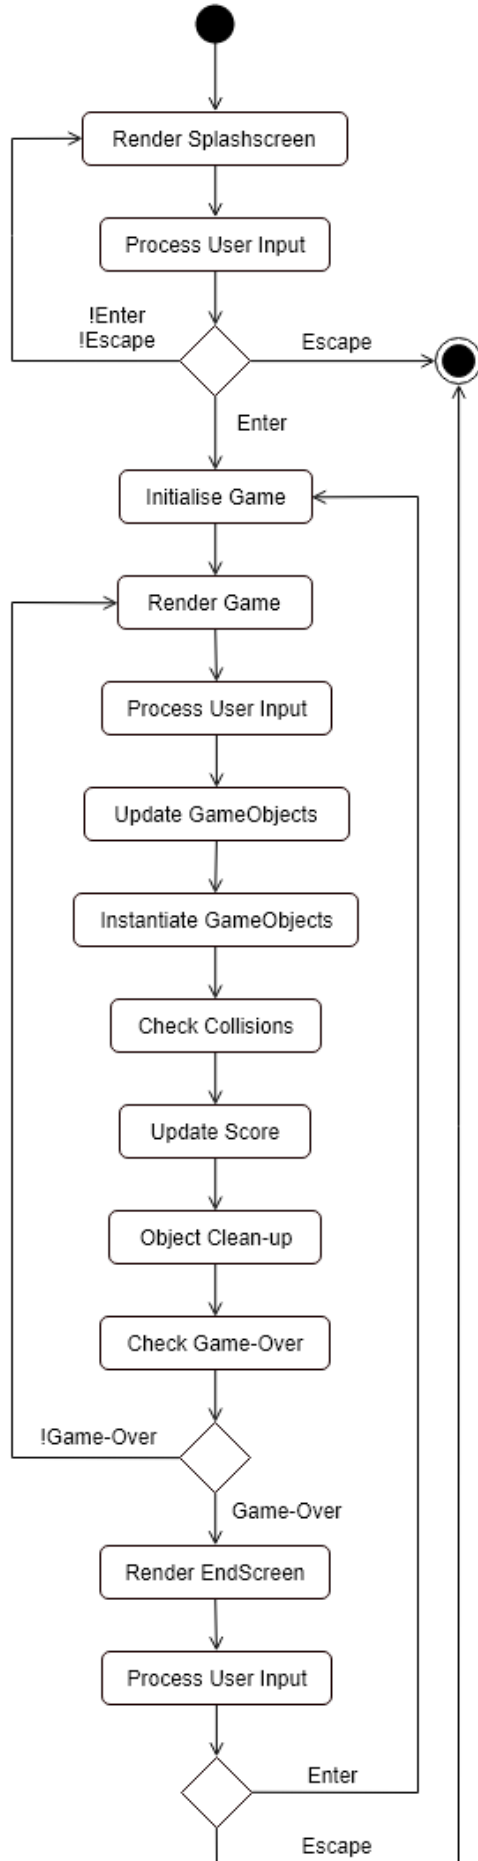 Render Splashscreen
Process User Input
!Enter
!Escape
Escape
Enter
Initialise Game
Render Game
Process User Input
Update GameObjects
Instantiate GameObjects
Check Collisions
Update Score
Object Clean-up
Check Game-Over
!Game-Over
Game-Over
Render EndScreen
Process User Input
Enter
Escape